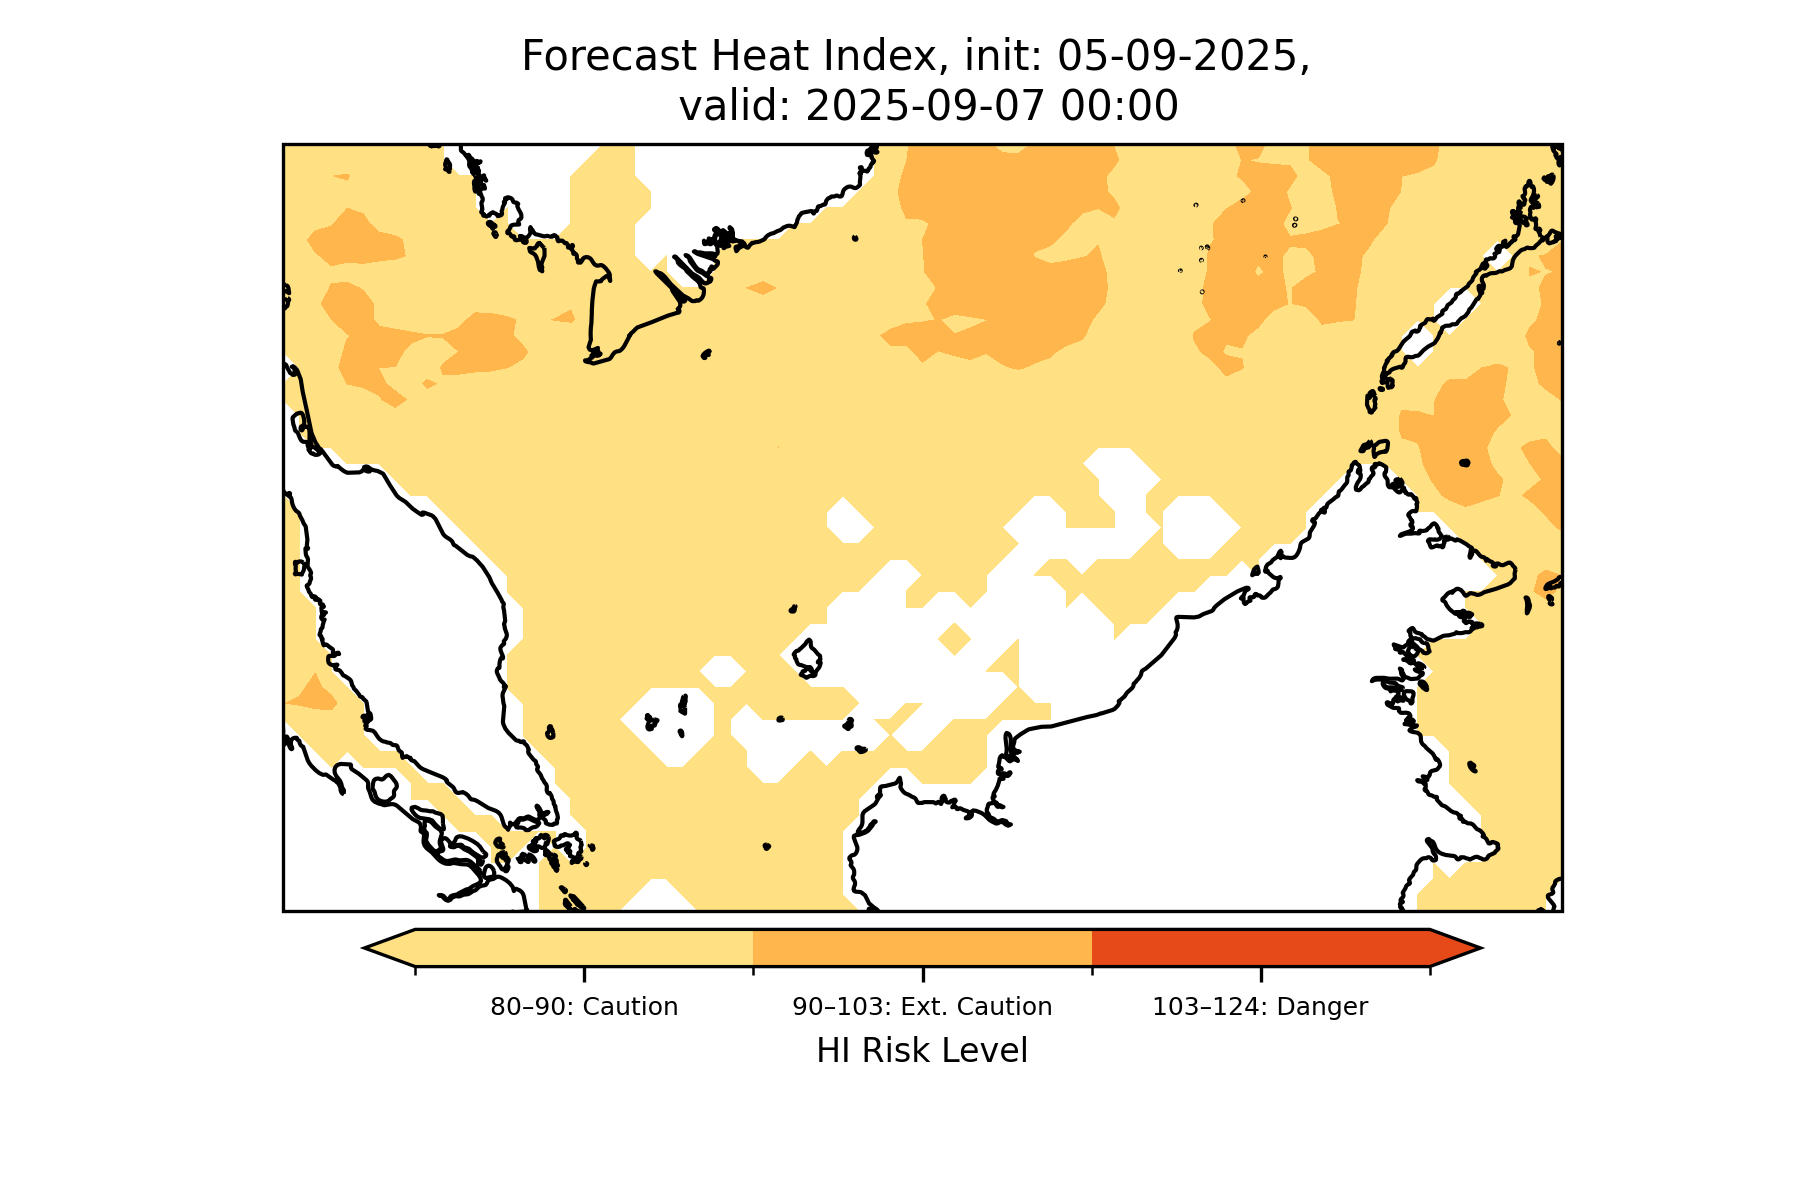 Forecast Heat Index, init: 05-09-2025,
valid: 2025-09-07 00:00
80–90: Caution
90–103: Ext. Caution
103–124: Danger
HI Risk Level